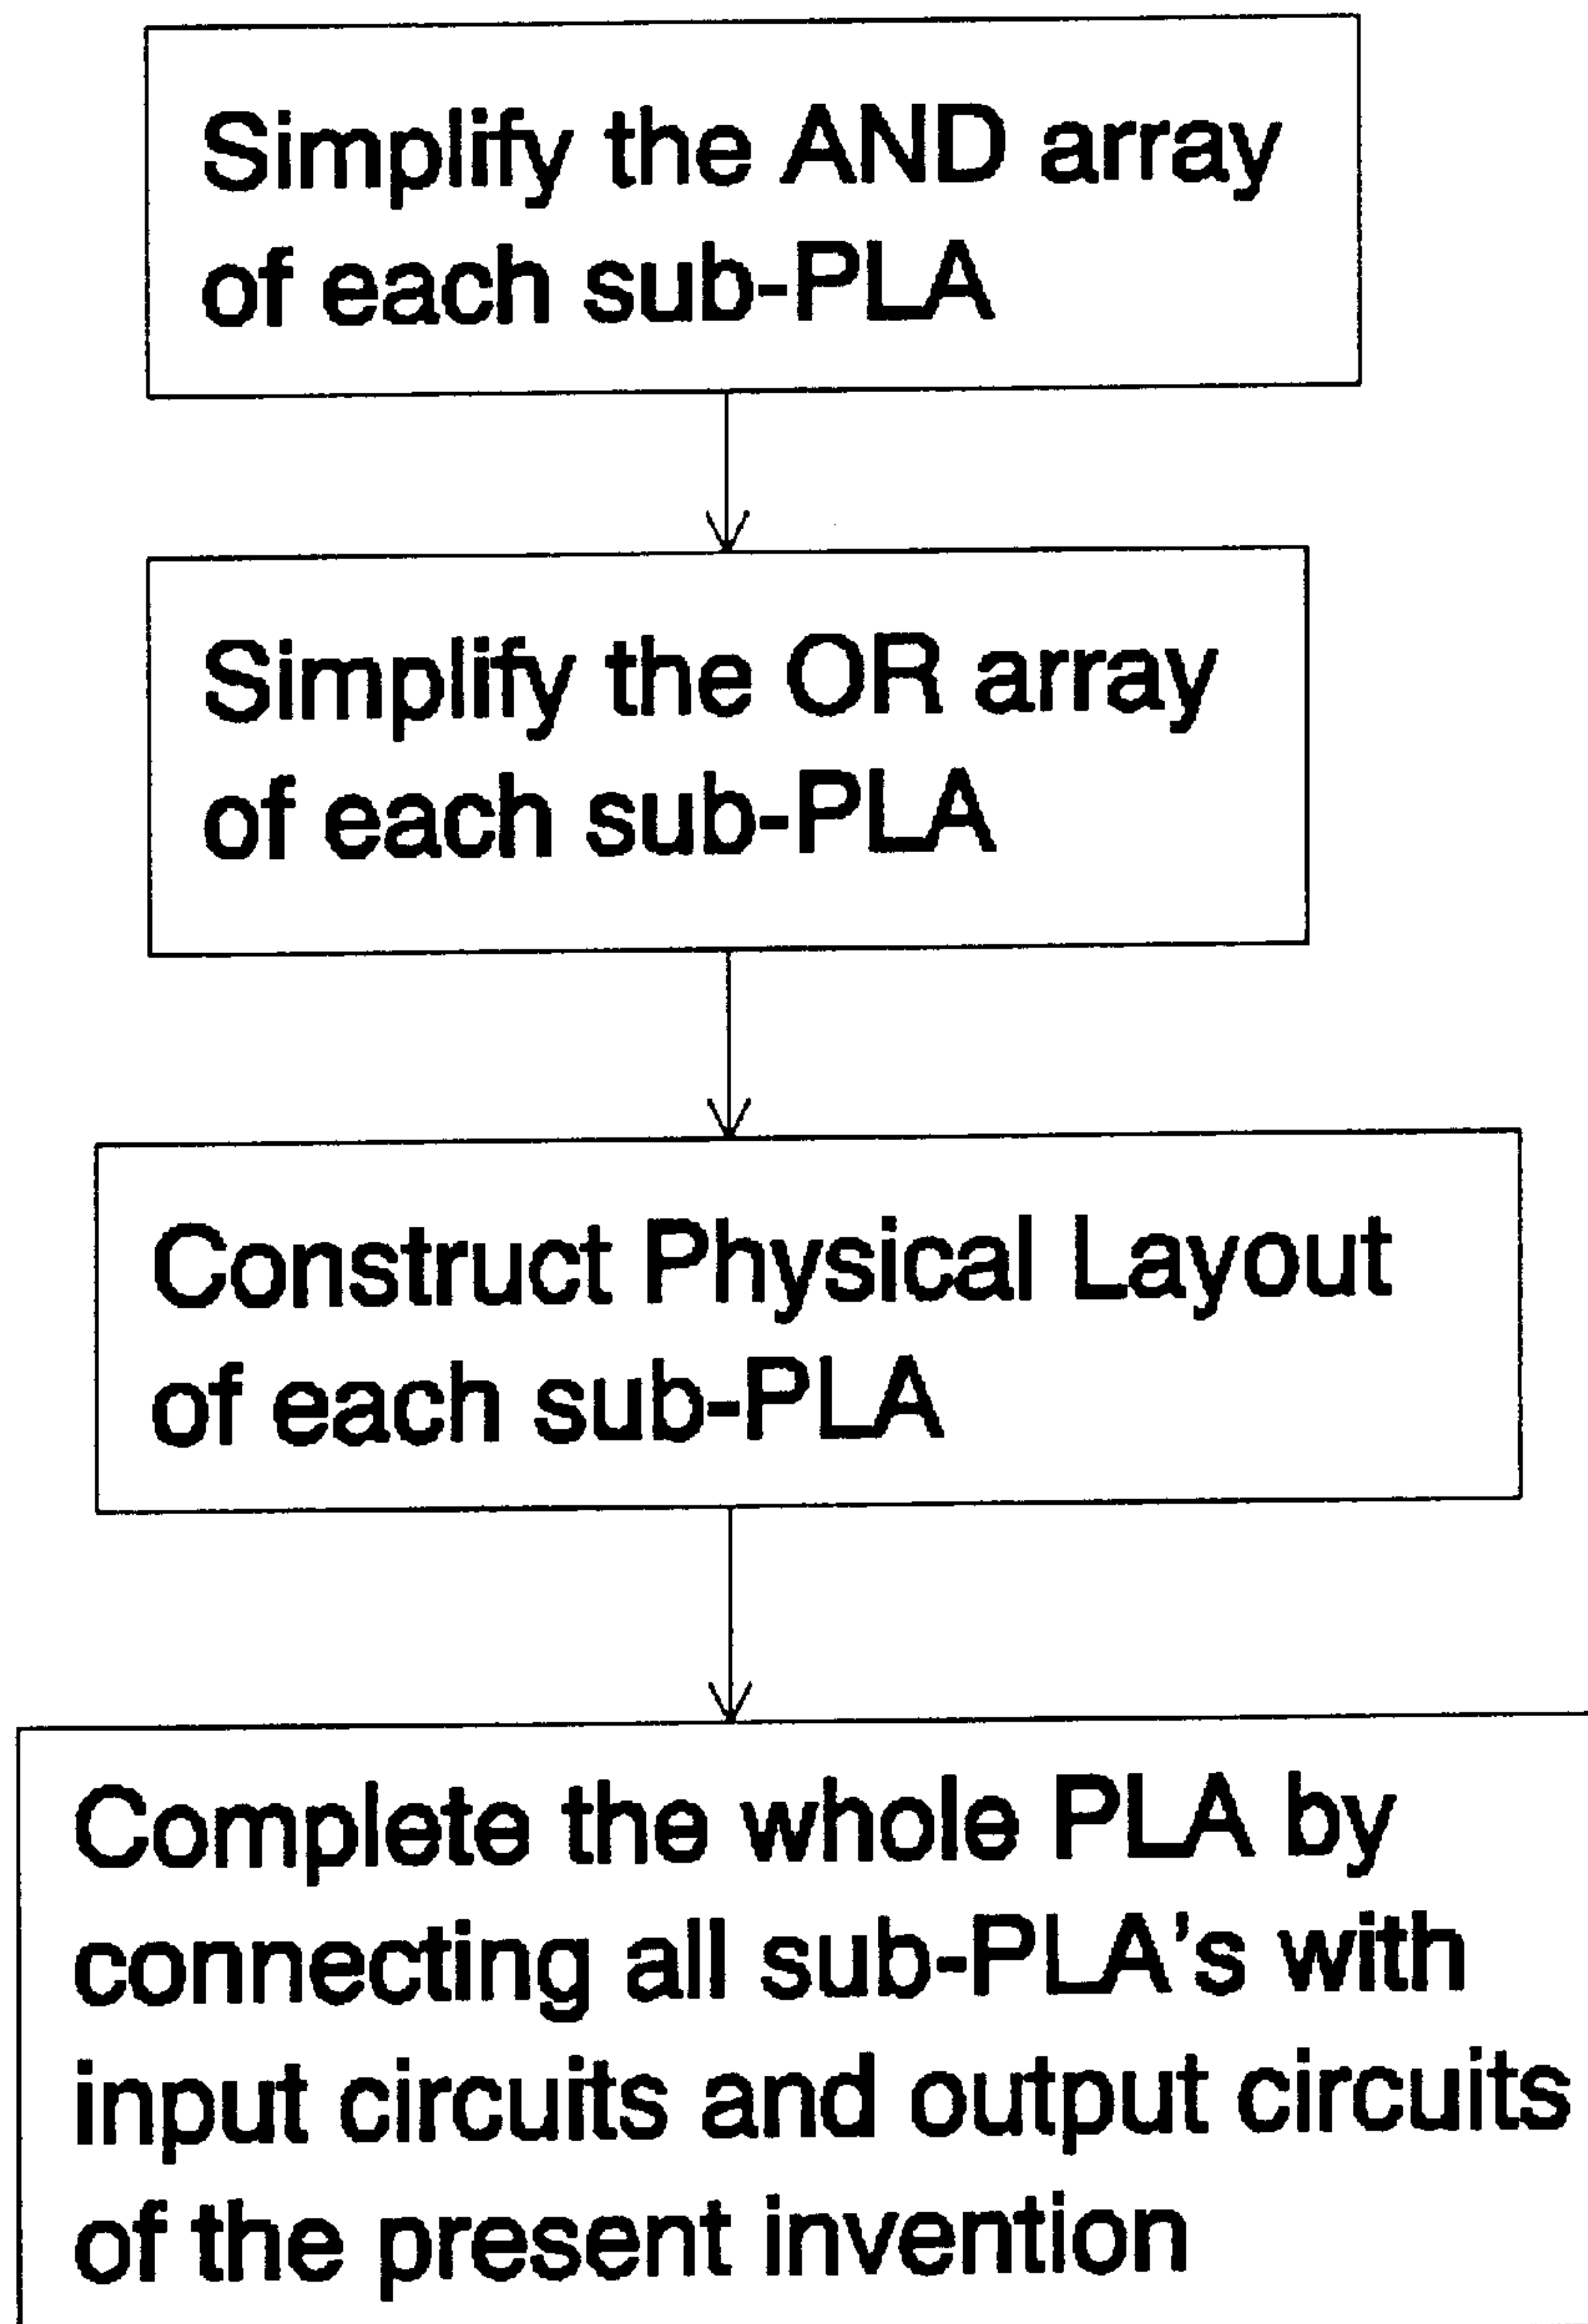 Simplify the AND array
of each sub-PLA
Simplify the OR array
of each sub-PLA
Construct Physical Layout
of each sub-PLA
Complete the whole PLA by
connecting all sub-PLA's with
input circuits and output circuits
of the present invention